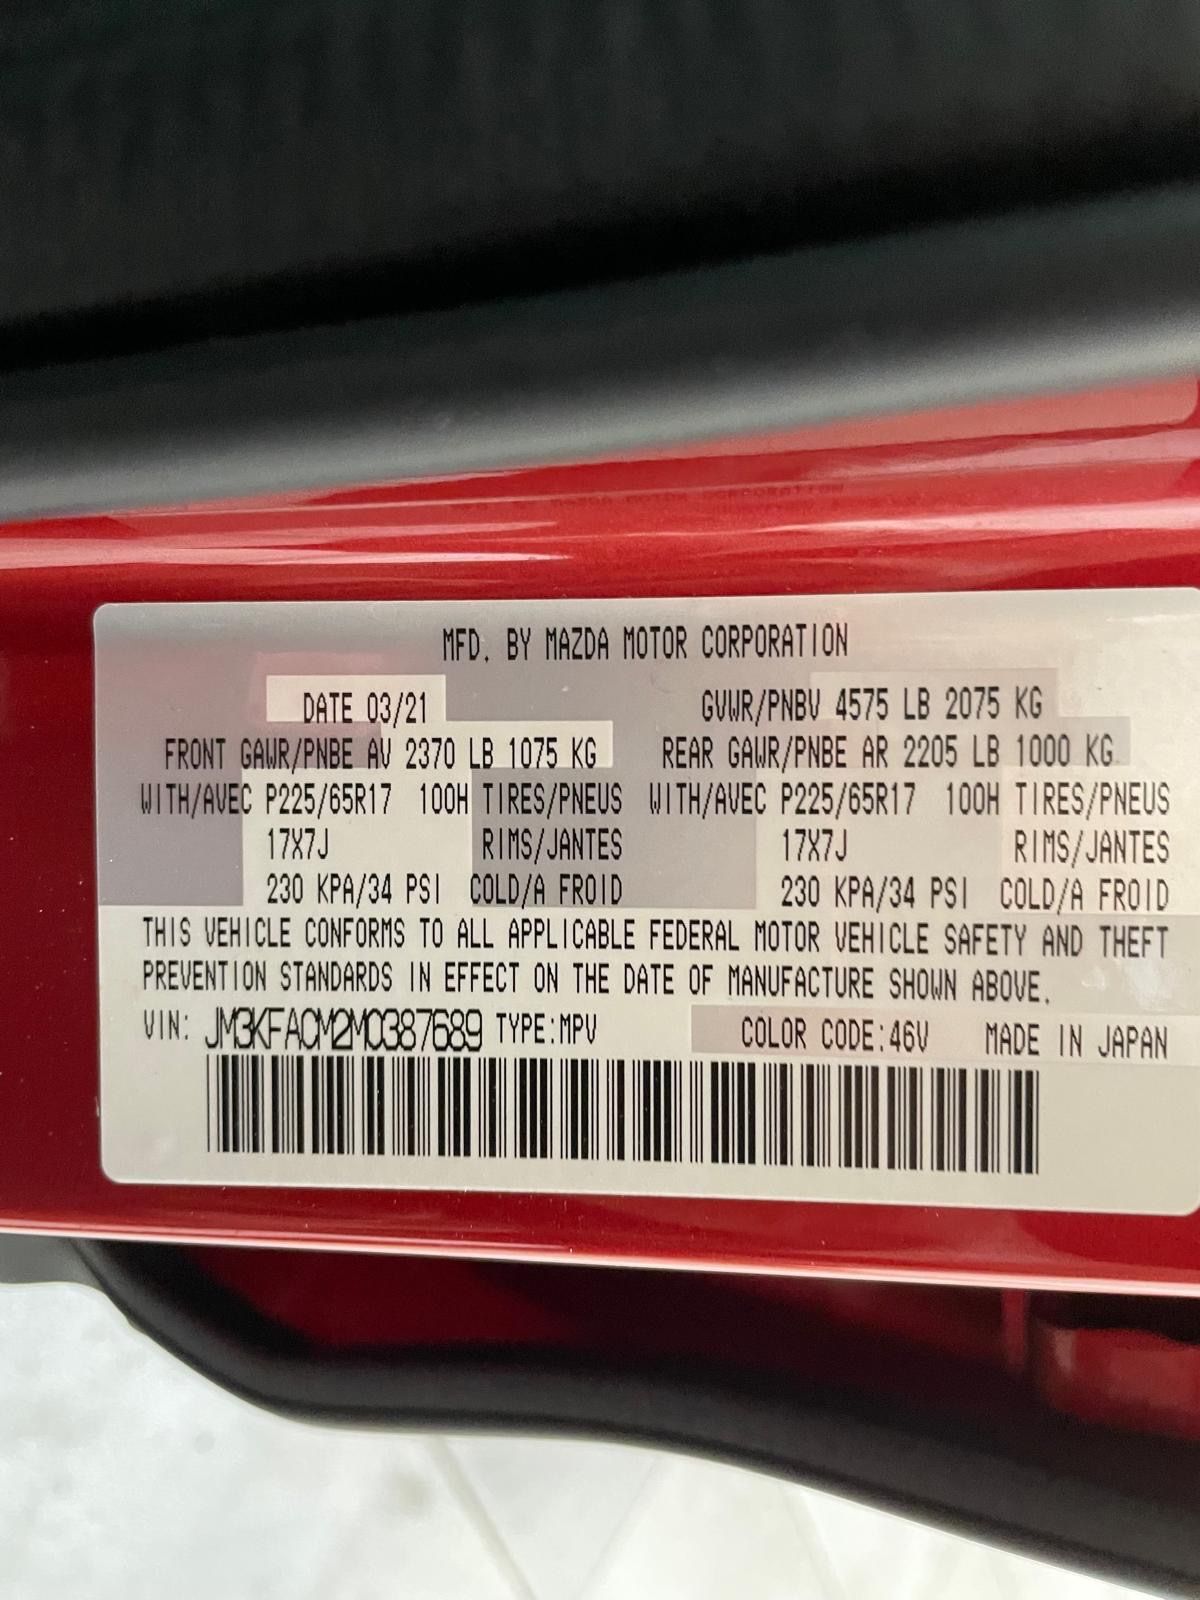 MFD. BY MAZDA MOTOR CORPORATION
DATE 03/21 GVWR/PNBV 4575 LB 2075 KG
FRONT GAWR/PNBE AV 2370 LB 1075 KG REAR GAWR/PNBE AR 2205 LB 1000 KG
WITH/AVEC P225/65R17 100H TIRES/PNEUS WITH/AVEC P225/65R17 100H TIRES/PNEUS
17X7J RIMS/JANTES 17X7J RIMS/JANTES
230 KPA/34 PSI COLD/A FROID 230 KPA/34 PSI COLD/A FROID
THIS VEHICLE CONFORMS TO ALL APPLICABLE FEDERAL MOTOR VEHICLE SAFETY AND THEFT
PREVENTION STANDARDS IN EFFECT ON THE DATE OF MANUFACTURE SHOWN ABOVE.
VIN: JM3KFACM2M0387689 TYPE:MPV COLOR CODE:46V MADE IN JAPAN